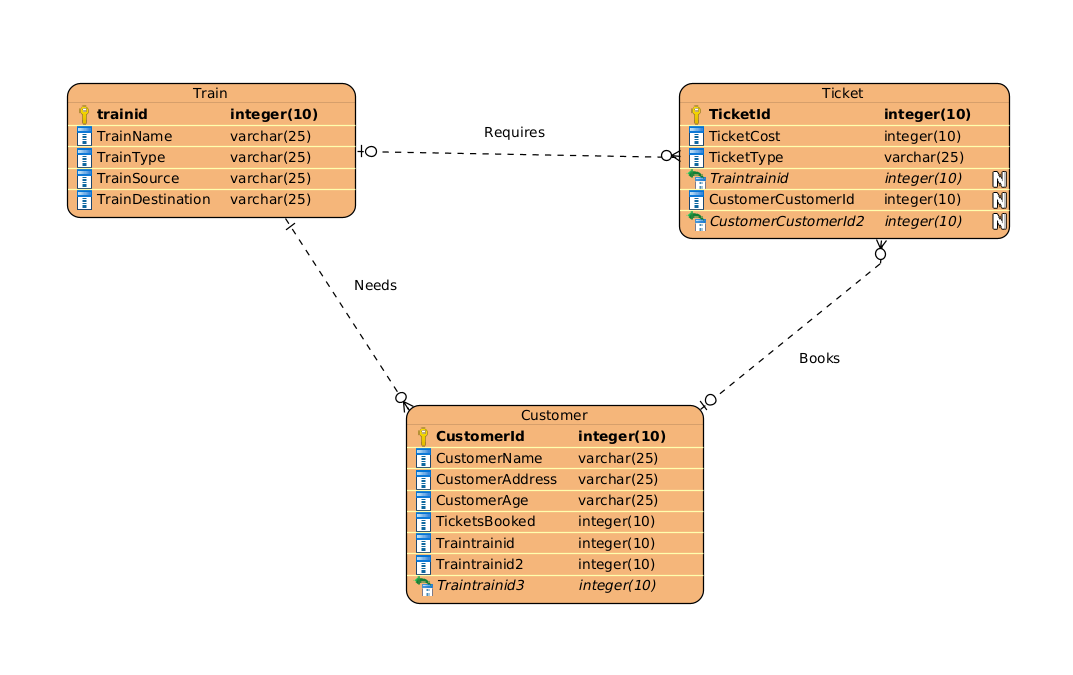 Train
trainid integer(10)
TrainName varchar(25)
TrainType varchar(25)
TrainSource varchar(25)
TrainDestination varchar(25)
Requires
Ticket
TicketId integer(10)
TicketCost integer(10)
TicketType varchar(25)
Traintrainid integer(10) N
CustomerCustomerId integer(10) N
CustomerCustomerId2 integer(10) N
Needs
Books
Customer
CustomerId integer(10)
CustomerName varchar(25)
CustomerAddress varchar(25)
CustomerAge varchar(25)
TicketsBooked integer(10)
Traintrainid integer(10)
Traintrainid2 integer(10)
Traintrainid3 integer(10)